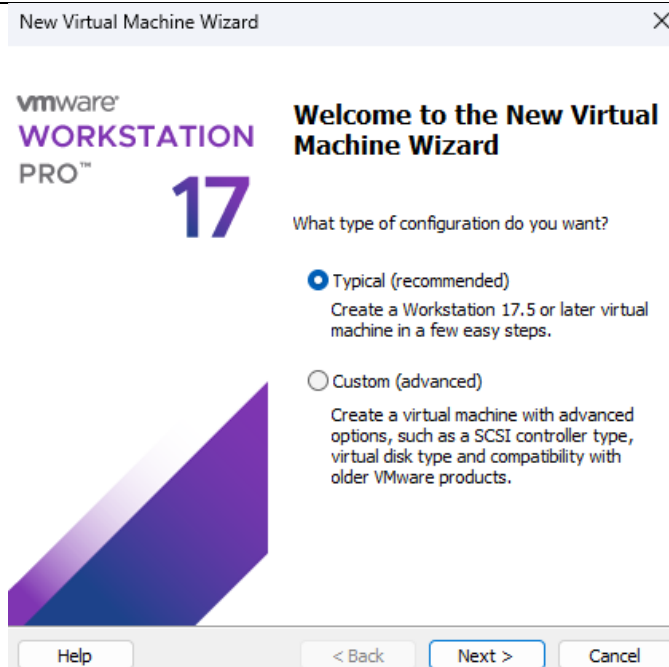 New Virtual Machine Wizard
vmware®
WORKSTATION
PRO™
17
Welcome to the New Virtual
Machine Wizard
What type of configuration do you want?
Typical (recommended)
Create a Workstation 17.5 or later virtual
machine in a few easy steps.
Custom (advanced)
Create a virtual machine with advanced
options, such as a SCSI controller type,
virtual disk type and compatibility with
older VMware products.
Help
< Back
Next >
Cancel